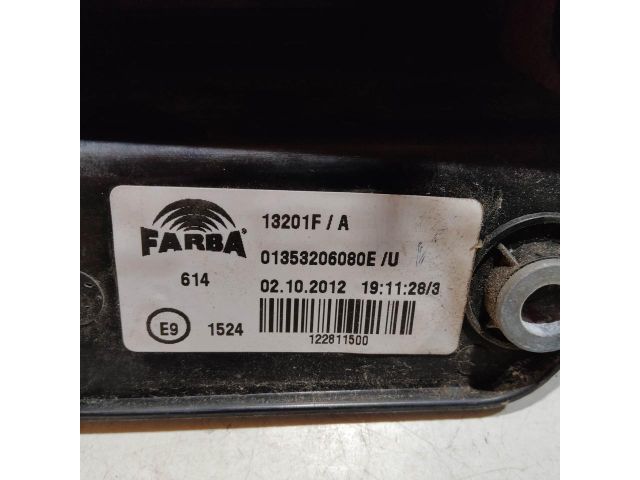 FARBA
13201F / A
01353206080E /U
614
02.10.2012 19:11:28/3
E9
1524
122811500